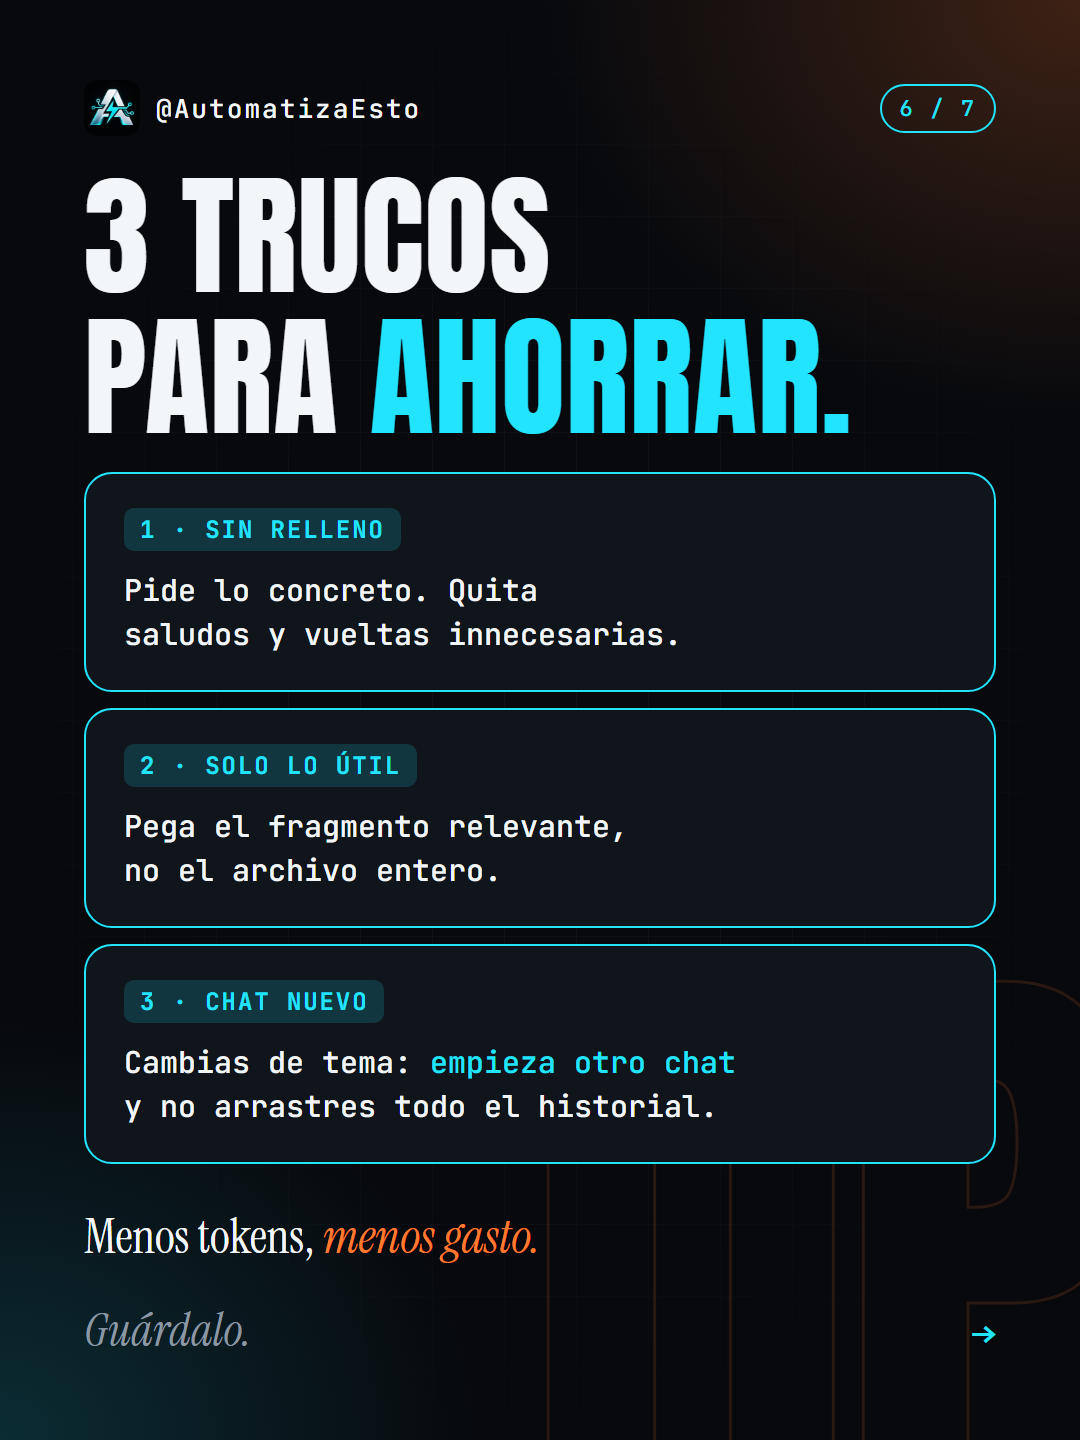 @AutomatizaEsto
6 / 7
3 TRUCOS
PARA AHORRAR.
1 · SIN RELLENO
Pide lo concreto. Quita
saludos y vueltas innecesarias.
2 · SOLO LO ÚTIL
Pega el fragmento relevante,
no el archivo entero.
3 · CHAT NUEVO
Cambias de tema: empieza otro chat
y no arrastres todo el historial.
Menos tokens, menos gasto.
Guárdalo.
→